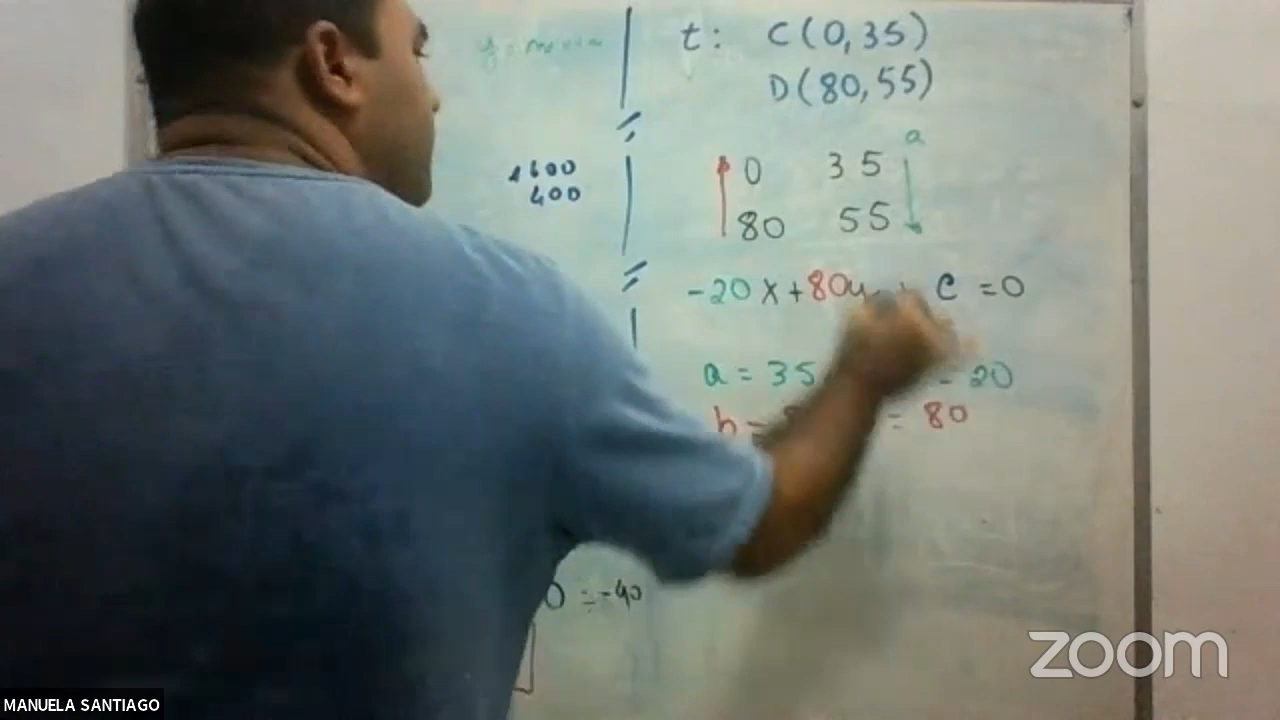 t: C(0,35)
D(80,55)
a
1600
400
0 35
80 55
-20x+80y + C =0
a = 35 - 20
b = 80
0 ÷-40
zoom
MANUELA SANTIAGO